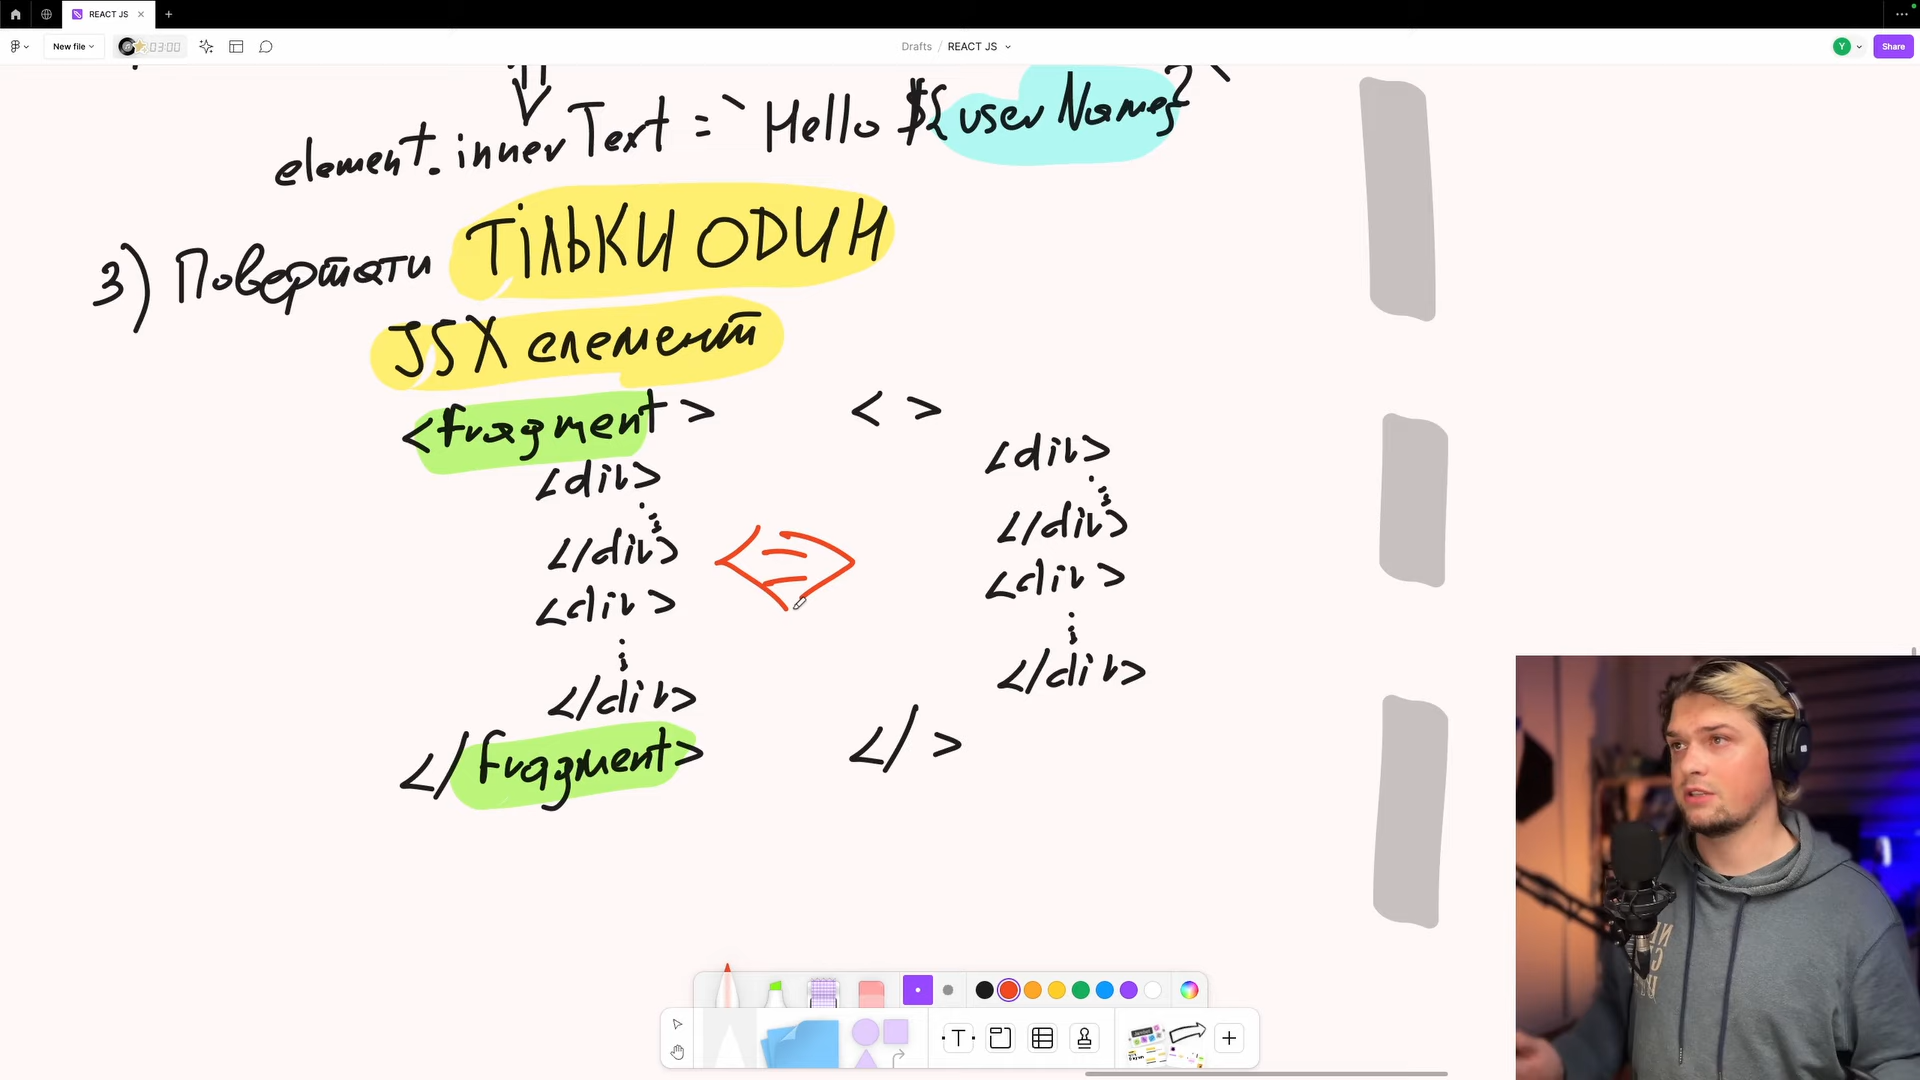 REACT JS
New file
03:00
Drafts / REACT JS
Y
Share
element.innerText = `Hello ${userName}`
3) Повертати ТІЛЬКИ ОДИН
JSX елемент
<fragment>
<div>
</div>
<div>
</div>
</fragment>
< >
<div>
</div>
<div>
</div>
</ >
T